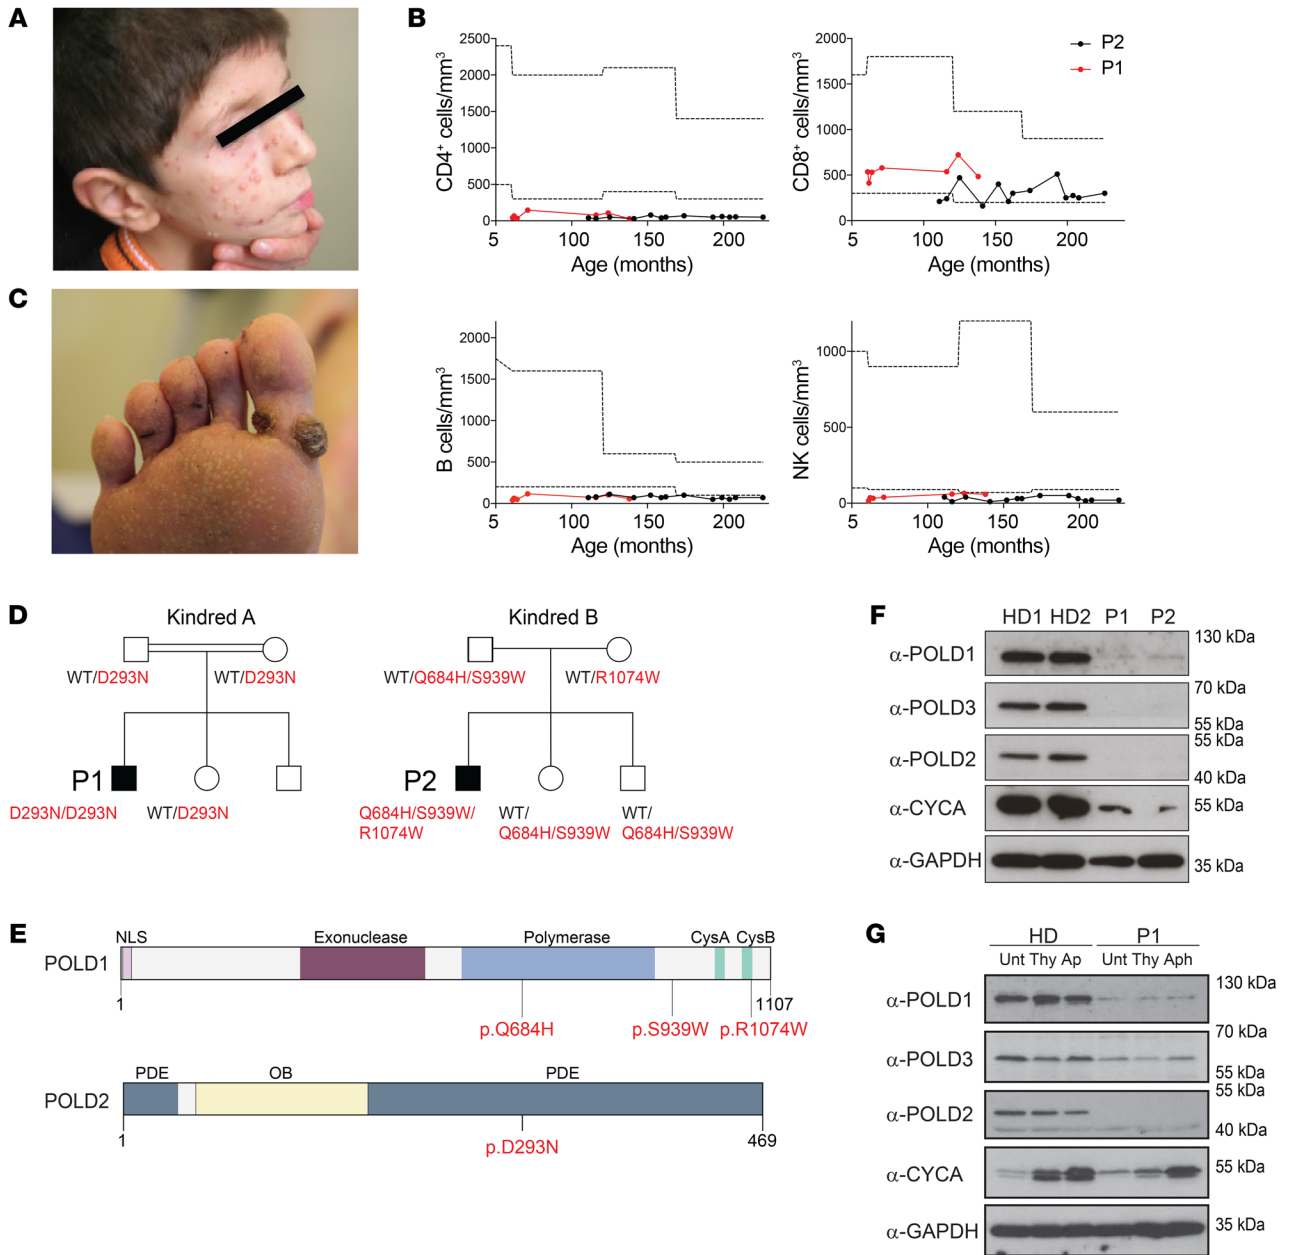 A
B
2500
2000
1500
1000
500
0
CD4+ cells/mm3
5
100
150
200
Age (months)
2000
1500
1000
500
0
CD8+ cells/mm3
5
100
150
200
Age (months)
P2
P1
C
2000
1500
1000
500
0
B cells/mm3
5
100
150
200
Age (months)
1000
500
0
NK cells/mm3
5
100
150
200
Age (months)
D
Kindred A
WT/D293N
WT/D293N
P1
D293N/D293N
WT/D293N
Kindred B
WT/Q684H/S939W
WT/R1074W
P2
Q684H/S939W/
R1074W
WT/
Q684H/S939W
WT/
Q684H/S939W
E
NLS
Exonuclease
Polymerase
CysA
CysB
POLD1
1
1107
p.Q684H
p.S939W
p.R1074W
PDE
OB
PDE
POLD2
1
469
p.D293N
F
HD1 HD2 P1 P2
α-POLD1
130 kDa
α-POLD3
70 kDa
55 kDa
α-POLD2
55 kDa
40 kDa
α-CYCA
55 kDa
α-GAPDH
35 kDa
G
HD
P1
Unt Thy Ap
Unt Thy Aph
α-POLD1
130 kDa
α-POLD3
70 kDa
55 kDa
α-POLD2
55 kDa
40 kDa
α-CYCA
55 kDa
α-GAPDH
35 kDa